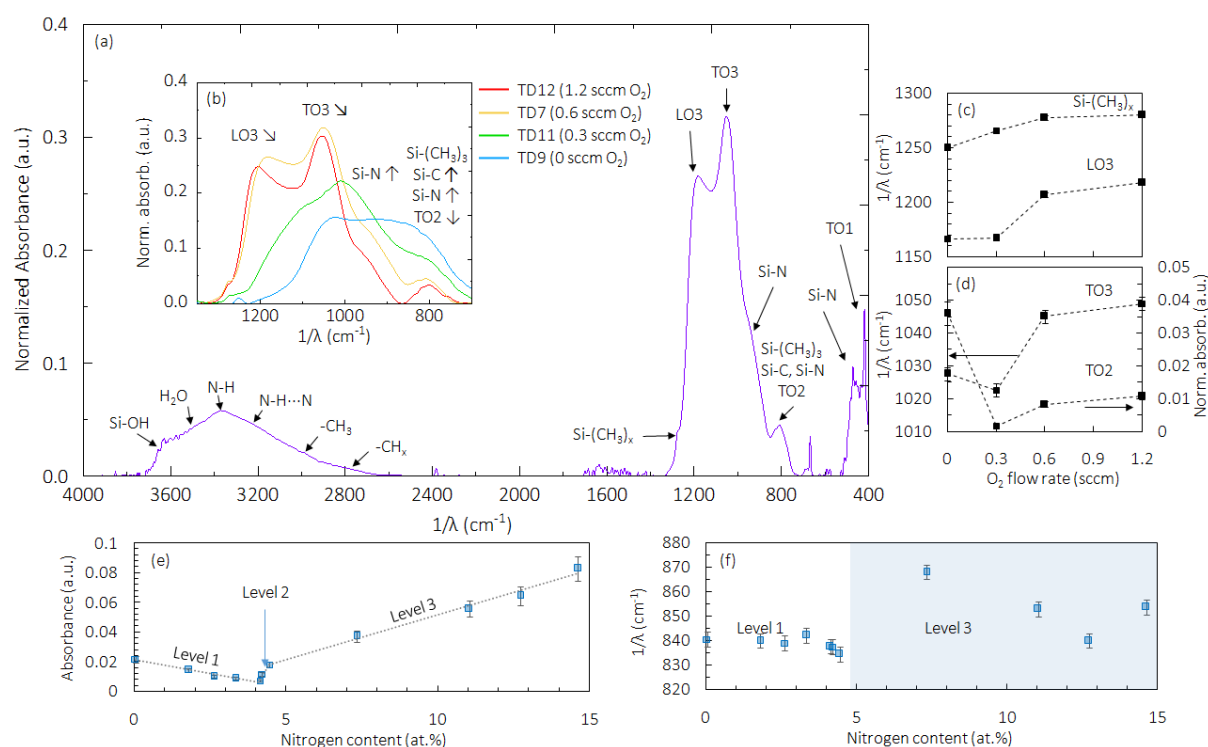 (a)
Normalized Absorbance (a.u.)
0.4
0.3
0.2
0.1
0.0
4000 3600 3200 2800 2400 2000 1600 1200 800 400
1/λ (cm⁻¹)
Si-OH
H₂O
N-H
N-H···N
-CH₃
-CHₓ
Si-(CH₃)ₓ
LO3
TO3
Si-N
Si-(CH₃)₃
Si-C, Si-N
TO2
Si-N
TO1
(b)
Norm. absorb. (a.u.)
0.4
0.3
0.2
0.1
0.0
1200 1000 800
1/λ (cm⁻¹)
LO3 ↘
TO3 ↘
Si-N ↑
Si-(CH₃)₃
Si-C ↑
Si-N ↑
TO2 ↓
TD12 (1.2 sccm O₂)
TD7 (0.6 sccm O₂)
TD11 (0.3 sccm O₂)
TD9 (0 sccm O₂)
(c)
1/λ (cm⁻¹)
1300
1250
1200
1150
Si-(CH₃)ₓ
LO3
(d)
1/λ (cm⁻¹)
1050
1040
1030
1020
1010
TO3
TO2
0.05
0.04
0.03
0.02
0.01
0
Norm. absorb. (a.u.)
0 0.3 0.6 0.9 1.2
O₂ flow rate (sccm)
(e)
Absorbance (a.u.)
0.1
0.08
0.06
0.04
0.02
0
Level 1
Level 2
Level 3
0 5 10 15
Nitrogen content (at.%)
(f)
1/λ (cm⁻¹)
880
870
860
850
840
830
820
Level 1
Level 3
0 5 10 15
Nitrogen content (at.%)